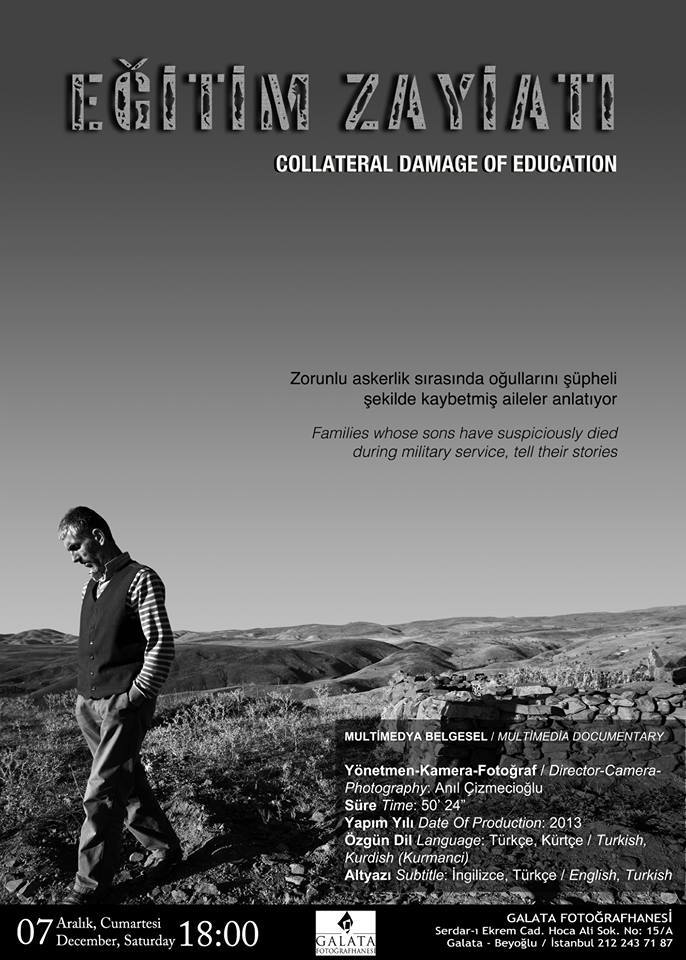 EĞİTİM ZAYİATI
COLLATERAL DAMAGE OF EDUCATION
Zorunlu askerlik sırasında oğullarını şüpheli
şekilde kaybetmiş aileler anlatıyor
Families whose sons have suspiciously died
during military service, tell their stories
MULTİMEDYA BELGESEL / MULTİMEDIA DOCUMENTARY
Yönetmen-Kamera-Fotoğraf / Director-Camera-
Photography: Anıl Çizmecioğlu
Süre Time: 50' 24"
Yapım Yılı Date Of Production: 2013
Özgün Dil Language: Türkçe, Kürtçe / Turkish,
Kurdish (Kurmanci)
Altyazı Subtitle: İngilizce, Türkçe / English, Turkish
07 Aralık, Cumartesi
December, Saturday 18:00
GALATA
FOTOĞRAFHANESİ
GALATA FOTOĞRAFHANESİ
Serdar-ı Ekrem Cad. Hoca Ali Sok. No: 15/A
Galata - Beyoğlu / İstanbul 212 243 71 87